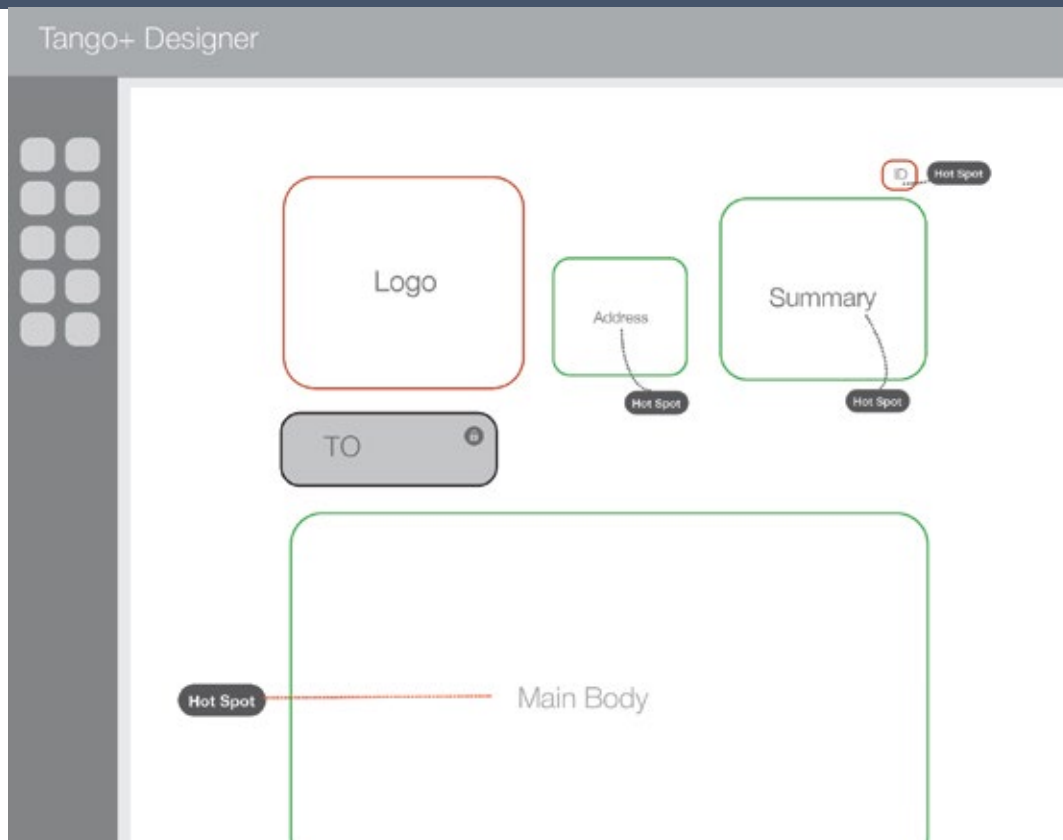 Tango+ Designer
ID
Hot Spot
Logo
Address
Summary
Hot Spot
Hot Spot
TO
Hot Spot
Main Body